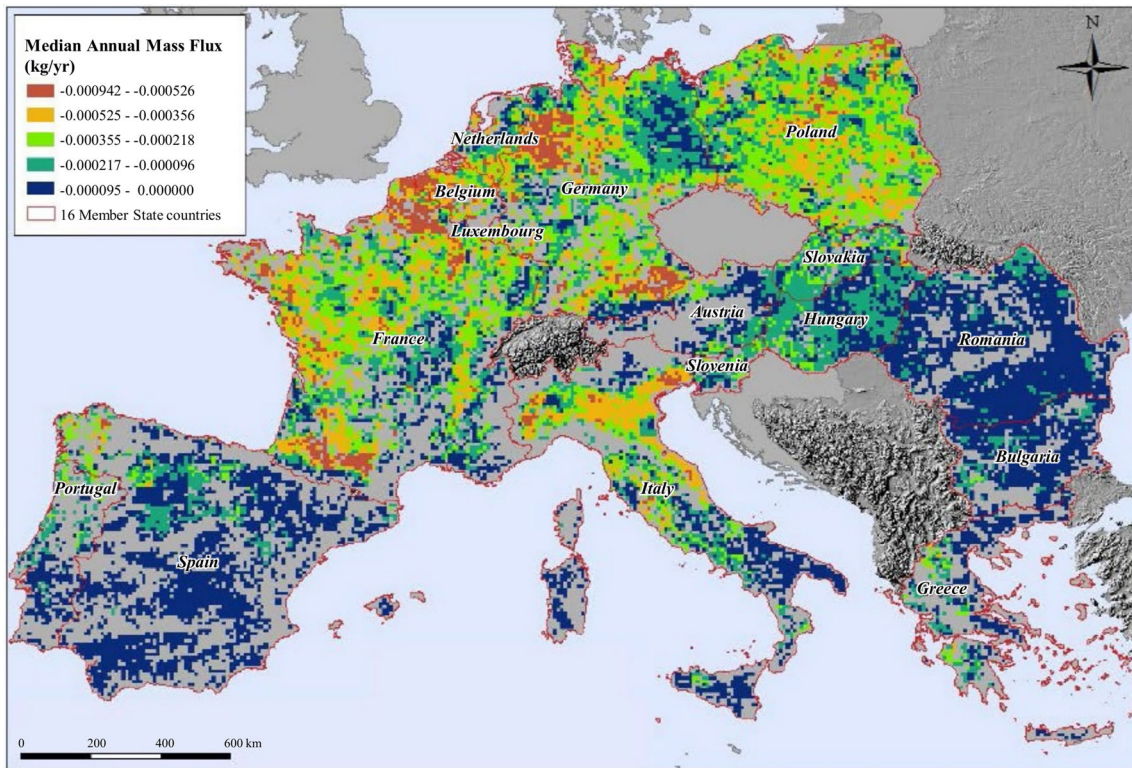 Median Annual Mass Flux
(kg/yr)
-0.000942 - -0.000526
-0.000525 - -0.000356
-0.000355 - -0.000218
-0.000217 - -0.000096
-0.000095 - 0.000000
16 Member State countries
N
Netherlands
Poland
Belgium
Germany
Luxembourg
Slovakia
Austria
Hungary
France
Romania
Slovenia
Bulgaria
Portugal
Italy
Spain
Greece
0 200 400 600 km